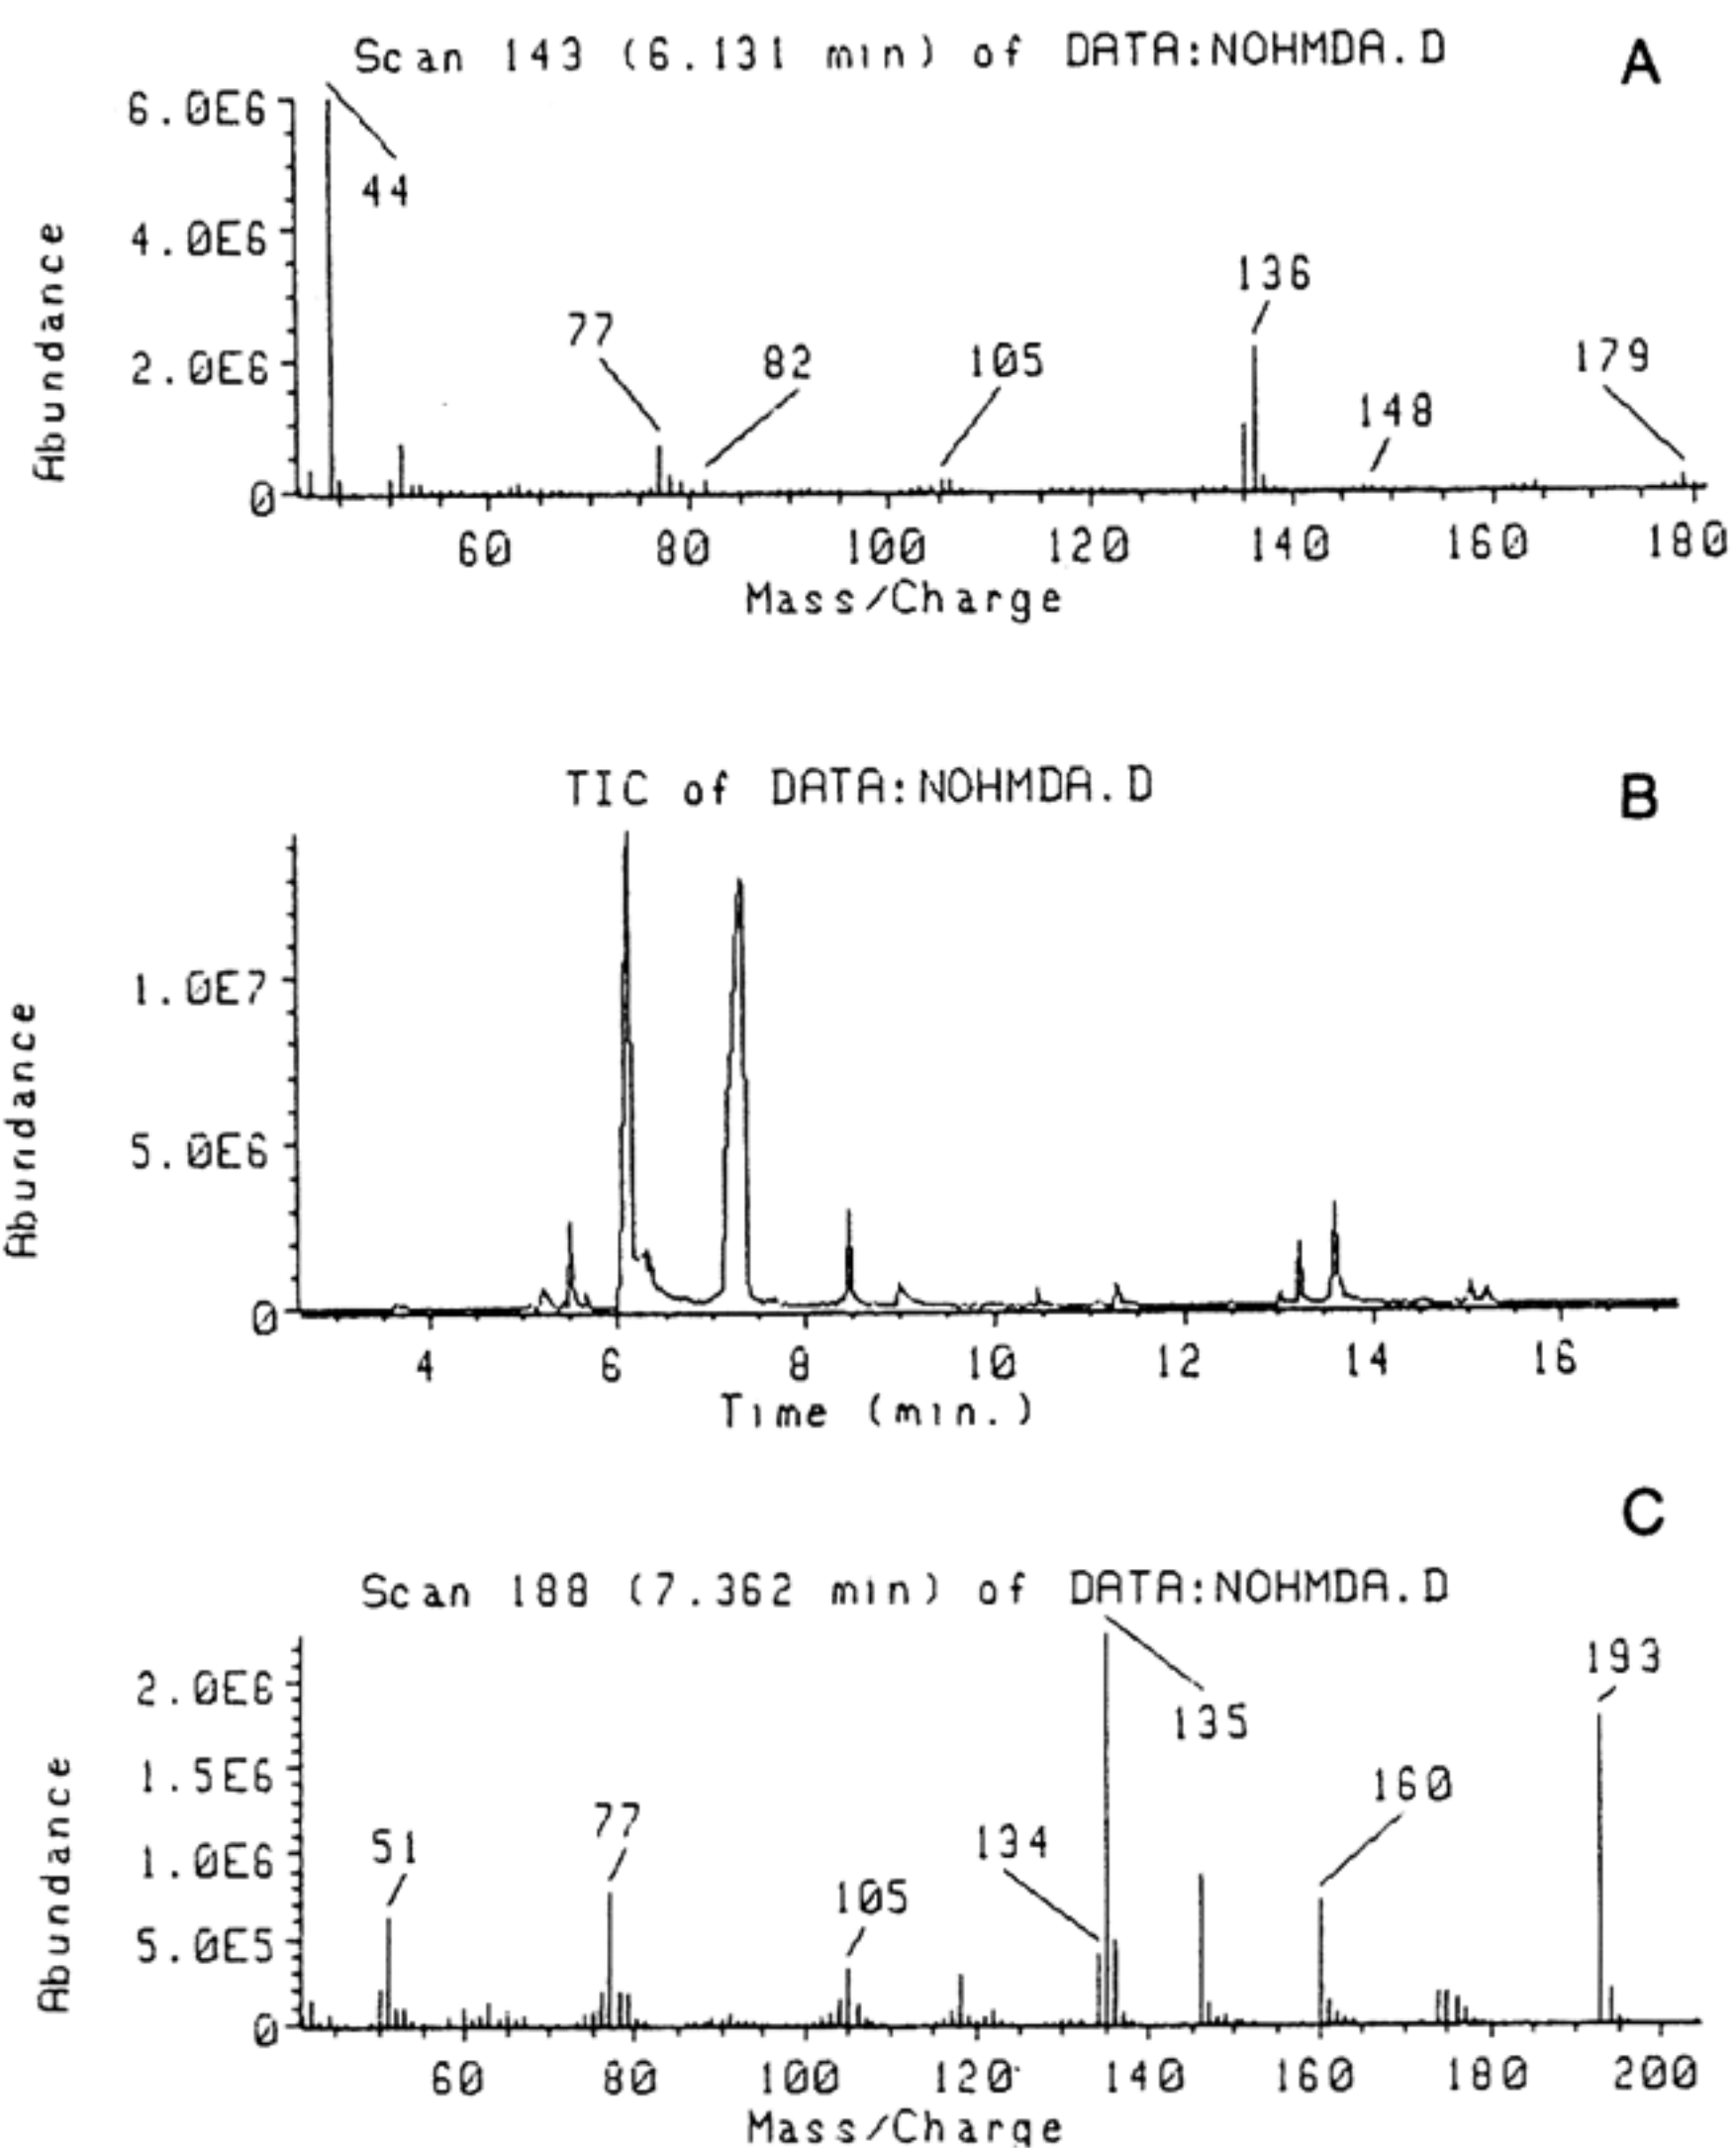 Scan 143 (6.131 min) of DATA:NOHMDA.D
A
6.0E6
44
4.0E6
136
77
82
105
179
2.0E6
148
0
60 80 100 120 140 160 180
Mass/Charge
Abundance
TIC of DATA:NOHMDA.D
B
1.0E7
5.0E6
0
4 6 8 10 12 14 16
Time (min.)
Abundance
C
Scan 188 (7.362 min) of DATA:NOHMDA.D
193
2.0E6
135
1.5E6
160
77
51
134
1.0E6
105
5.0E5
0
60 80 100 120 140 160 180 200
Mass/Charge
Abundance